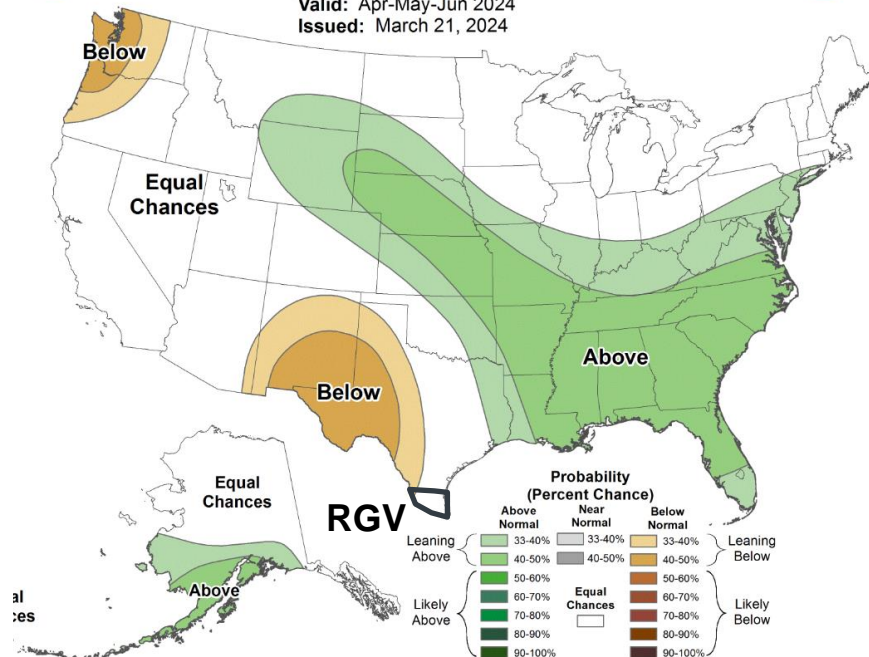 Valid: Apr-May-Jun 2024
Issued: March 21, 2024
Below
Equal
Chances
Above
Below
Equal
Chances
RGV
Above
Probability
(Percent Chance)
Above
Normal
Near
Normal
Below
Normal
Leaning
Above
33-40%
33-40%
33-40%
Leaning
Below
40-50%
40-50%
40-50%
Likely
Above
50-60%
50-60%
Likely
Below
60-70%
60-70%
Equal
Chances
70-80%
70-80%
80-90%
80-90%
90-100%
90-100%